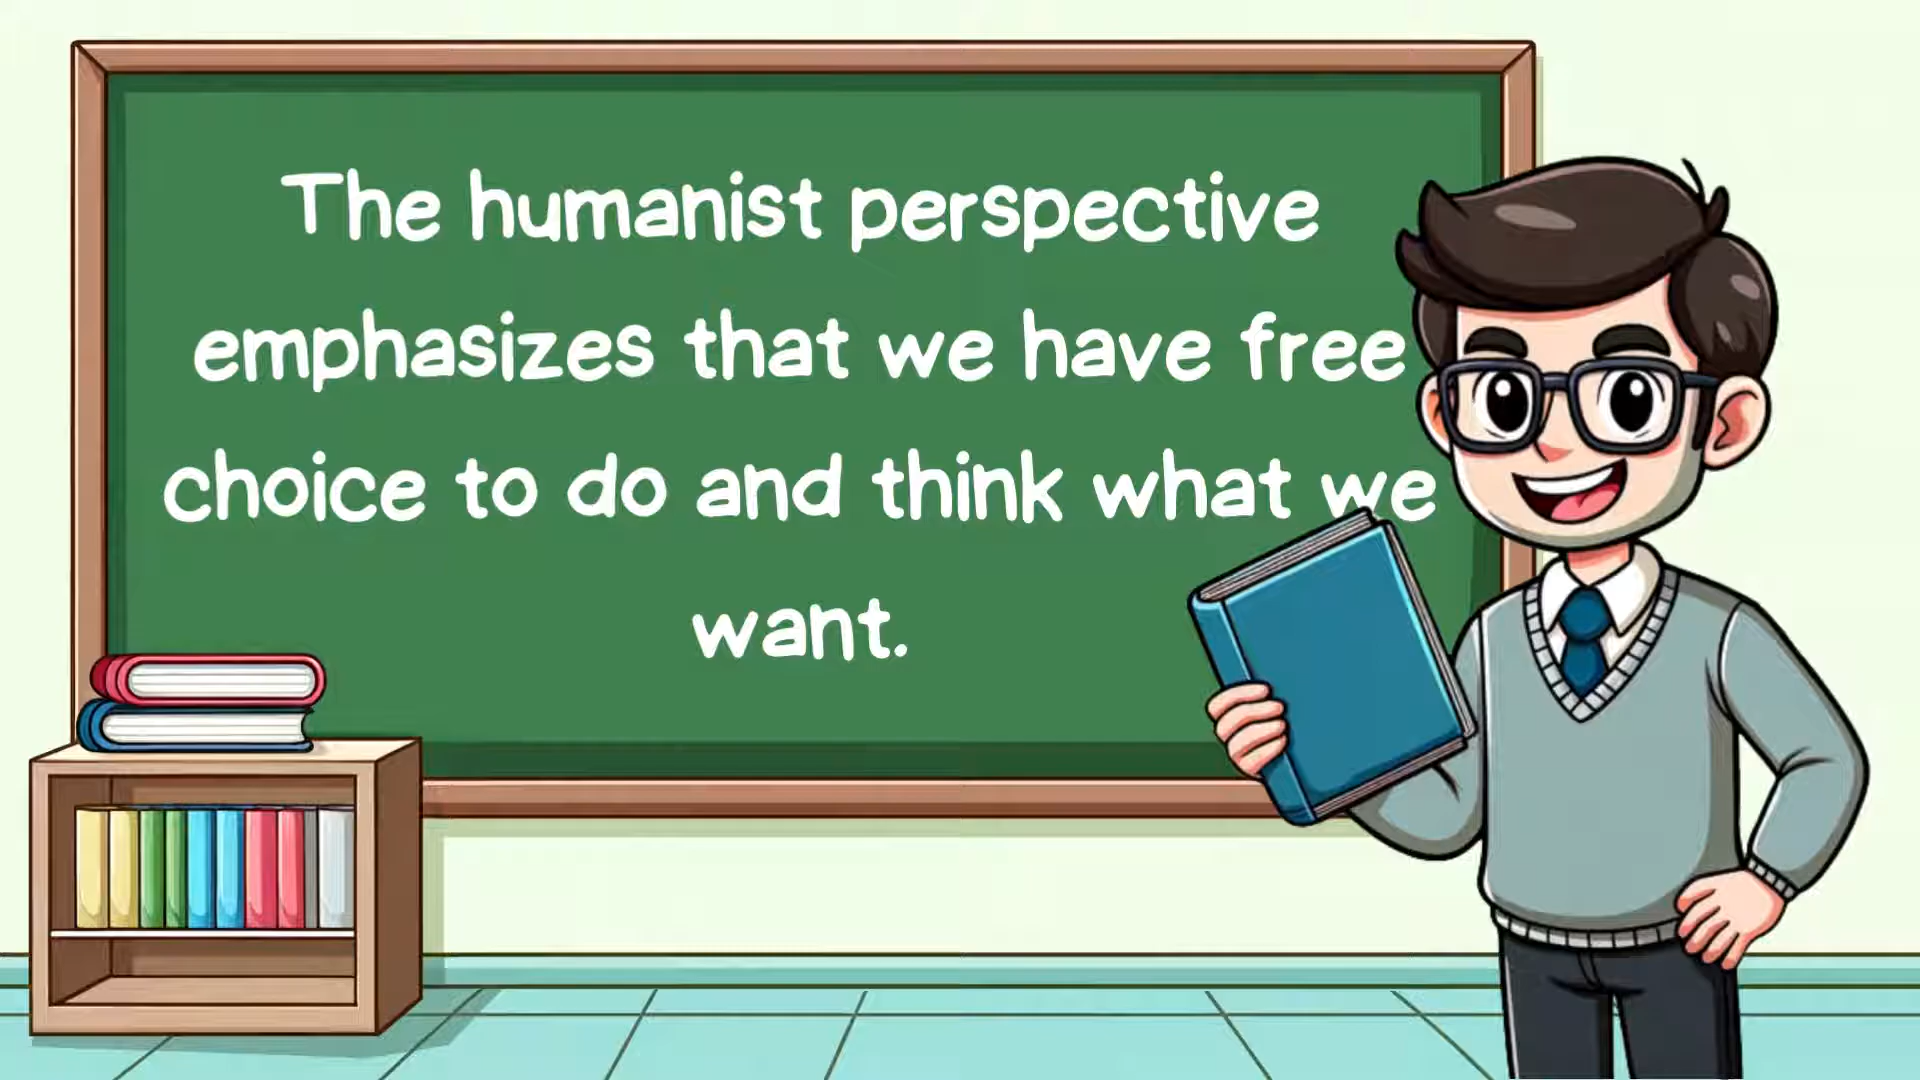 The humanist perspective
emphasizes that we have free
choice to do and think what we
want.